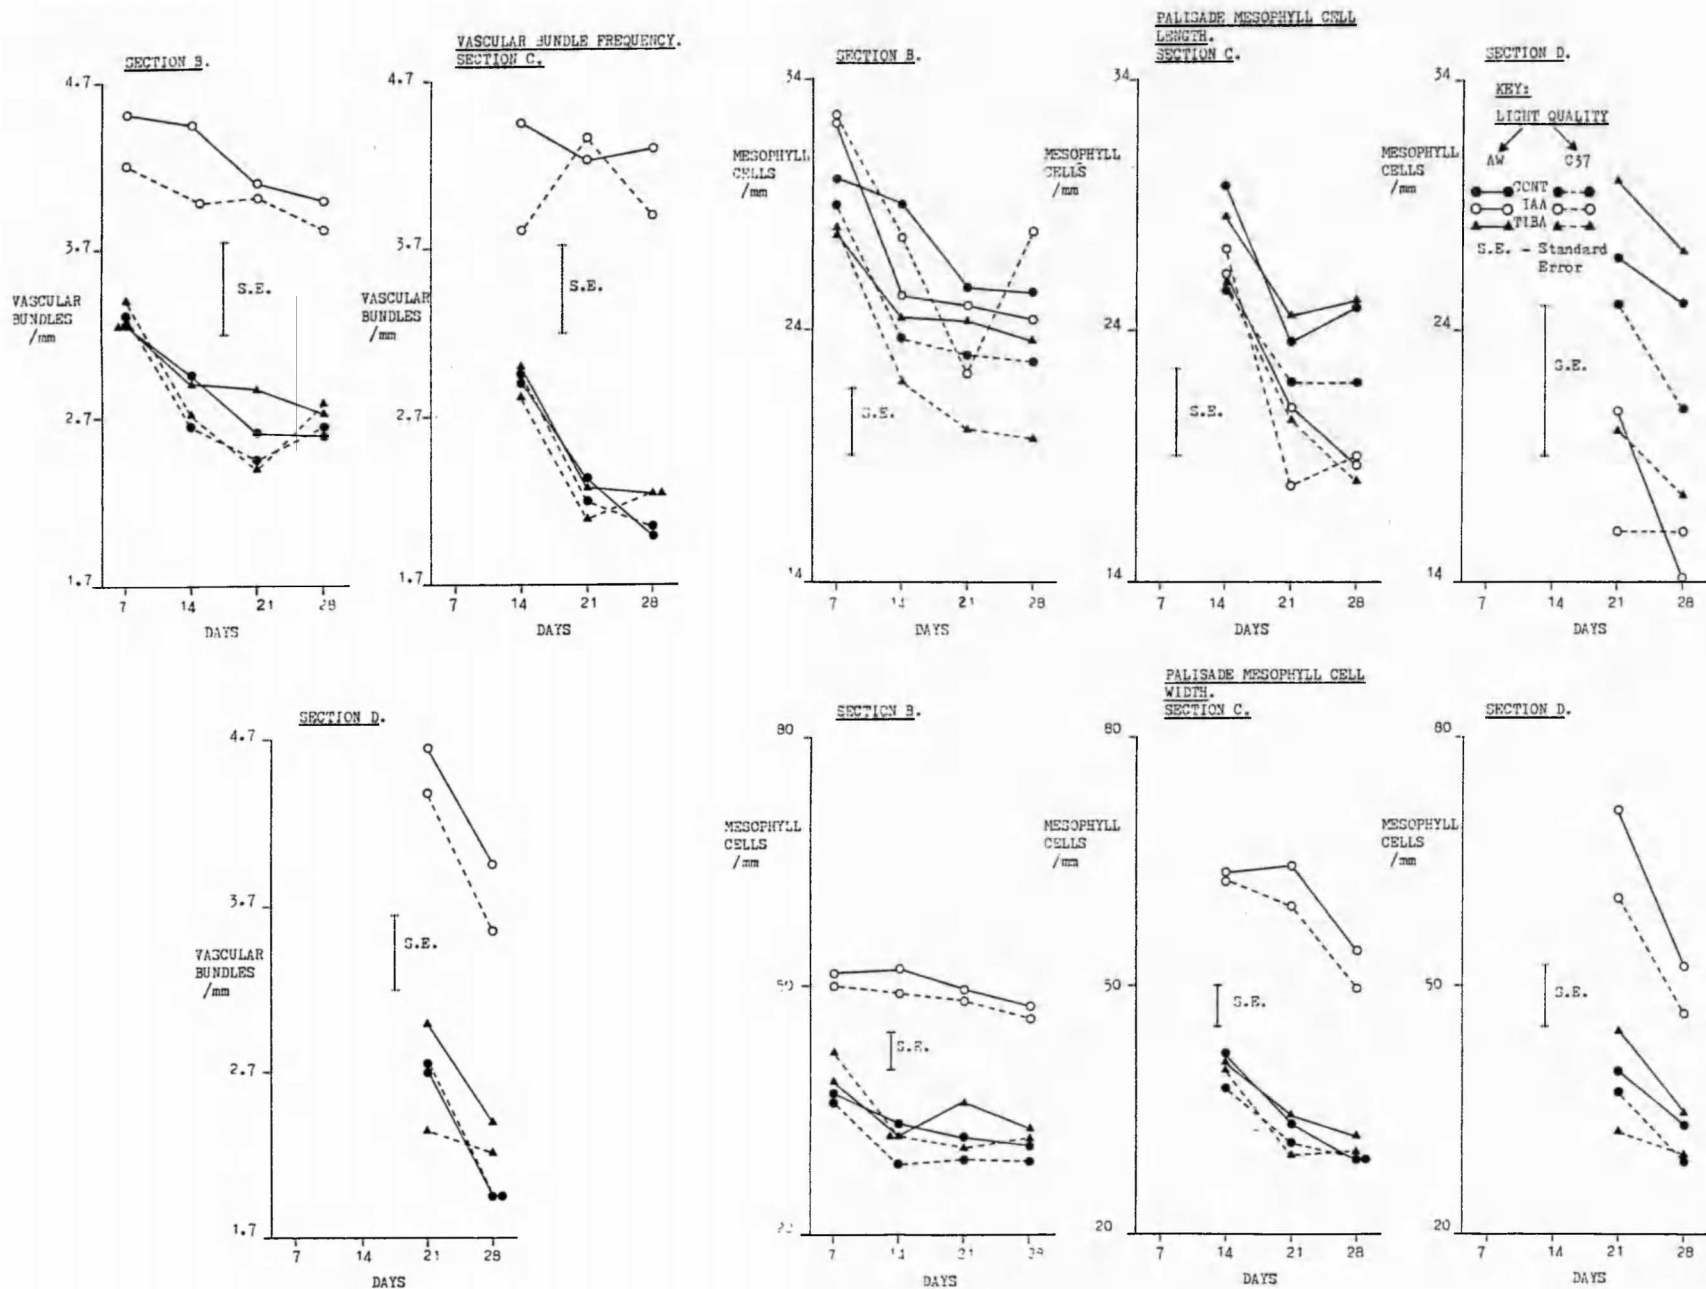 VASCULAR BUNDLE FREQUENCY.
SECTION B.
SECTION C.
4.7
3.7
2.7
1.7
VASCULAR
BUNDLES
/mm
S.E.
7 14 21 28
DAYS
4.7
3.7
2.7
1.7
VASCULAR
BUNDLES
/mm
S.E.
7 14 21 28
DAYS
PALISADE MESOPHYLL CELL
LENGTH.
SECTION B.
SECTION C.
SECTION D.
34
24
14
MESOPHYLL
CELLS
/mm
S.E.
7 14 21 28
DAYS
34
24
14
MESOPHYLL
CELLS
/mm
S.E.
7 14 21 28
DAYS
34
24
14
MESOPHYLL
CELLS
/mm
KEY:
LIGHT QUALITY
AW C37
CONT
IAA
TIBA
S.E. - Standard
Error
S.E.
7 14 21 28
DAYS
SECTION D.
4.7
3.7
2.7
1.7
VASCULAR
BUNDLES
/mm
S.E.
7 14 21 28
DAYS
PALISADE MESOPHYLL CELL
WIDTH.
SECTION B.
SECTION C.
SECTION D.
80
50
MESOPHYLL
CELLS
/mm
S.E.
7 14 21 28
DAYS
80
50
20
MESOPHYLL
CELLS
/mm
S.E.
7 14 21 28
DAYS
80
50
20
MESOPHYLL
CELLS
/mm
S.E.
7 14 21 28
DAYS